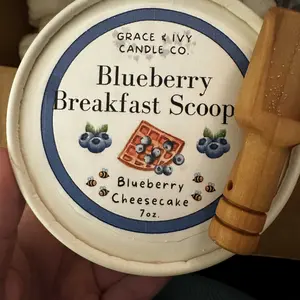 GRACE & IVY
CANDLE CO.
Blueberry
Breakfast Scoop
Blueberry
Cheesecake
7oz.